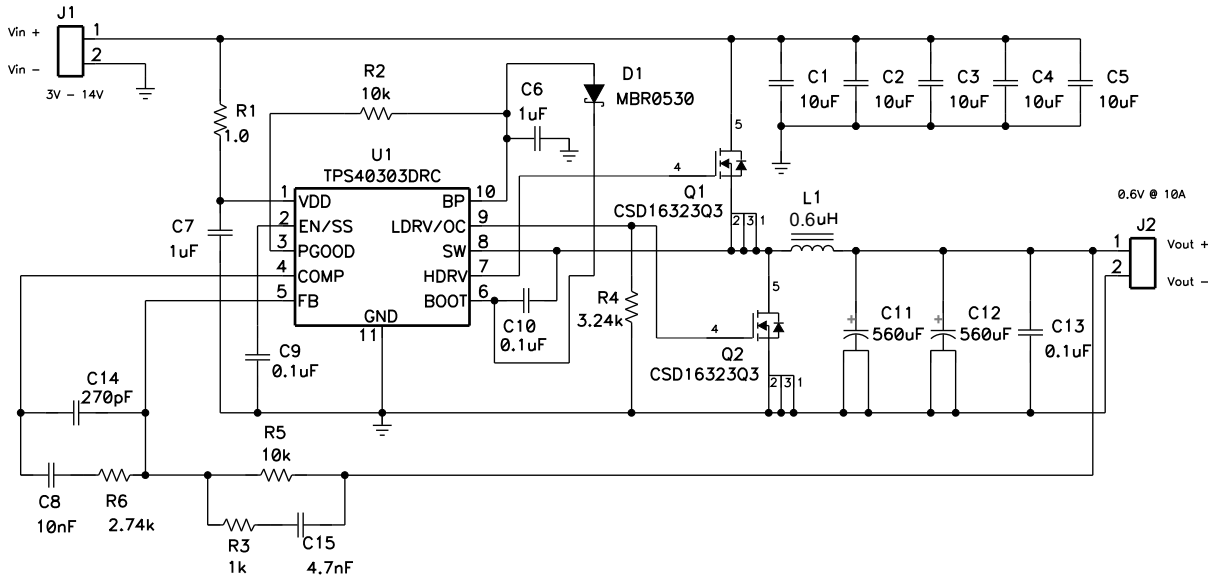 J1
Vin +
1
Vin -
2
3V - 14V
R1
1.0
R2
10k
C6
1uF
D1
MBR0530
C1
10uF
C2
10uF
C3
10uF
C4
10uF
C5
10uF
U1
TPS40303DRC
1
VDD
2
EN/SS
3
PGOOD
4
COMP
5
FB
BP
10
LDRV/OC
9
SW
8
HDRV
7
BOOT
6
GND
11
5
4
Q1
CSD16323Q3
2 3 1
L1
0.6uH
0.6V @ 10A
J2
1
Vout +
2
Vout -
C7
1uF
C9
0.1uF
C10
0.1uF
R4
3.24k
5
4
Q2
CSD16323Q3
2 3 1
+
C11
560uF
+
C12
560uF
C13
0.1uF
C14
270pF
C8
10nF
R6
2.74k
R5
10k
R3
1k
C15
4.7nF